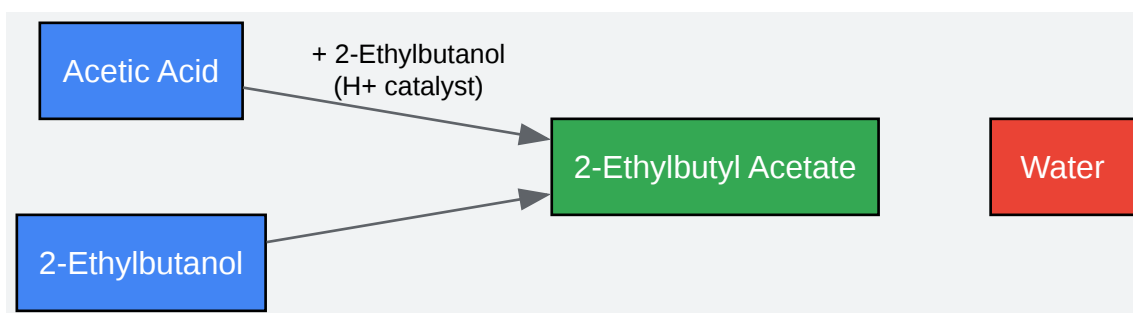 Acetic Acid
+ 2-Ethylbutanol
(H+ catalyst)
2-Ethylbutyl Acetate
Water
2-Ethylbutanol